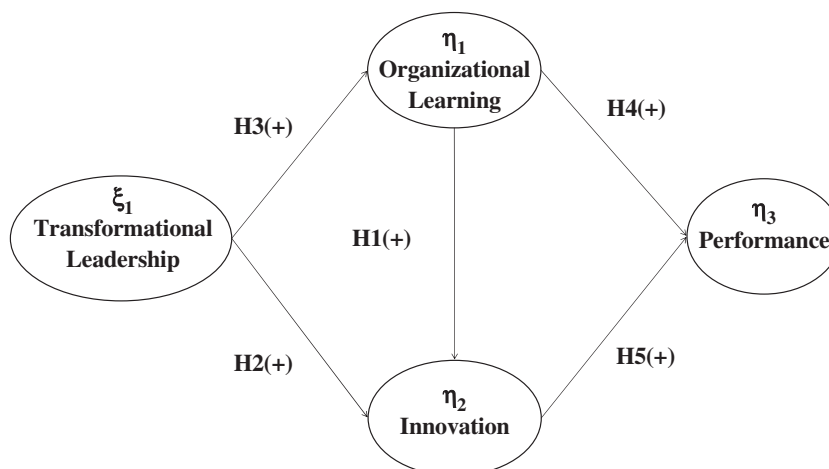 η1
Organizational
Learning
H3(+)
H4(+)
ξ1
Transformational
Leadership
H1(+)
η3
Performance
H2(+)
H5(+)
η2
Innovation